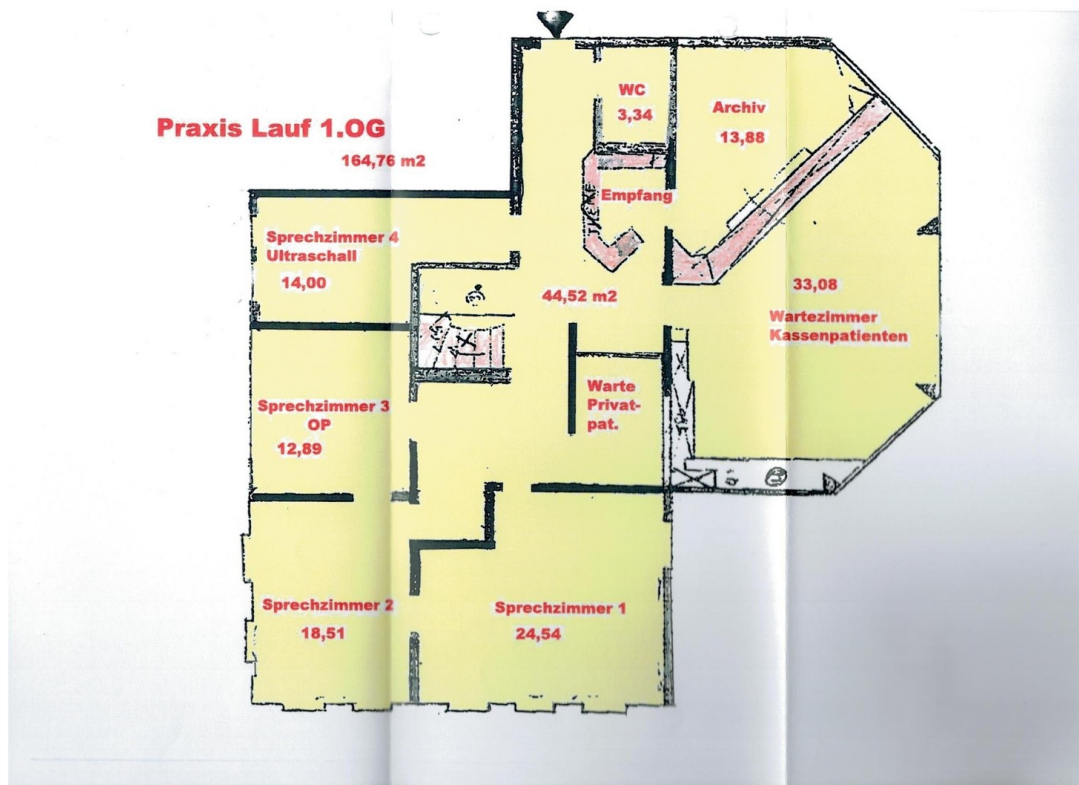 Praxis Lauf 1.OG
164,76 m2
WC
3,34
Archiv
13,88
Empfang
THEKE
Sprechzimmer 4
Ultraschall
14,00
44,52 m2
33,08
Wartezimmer
Kassenpatienten
Sprechzimmer 3
OP
12,89
Warte
Privat-
pat.
Sprechzimmer 2
18,51
Sprechzimmer 1
24,54